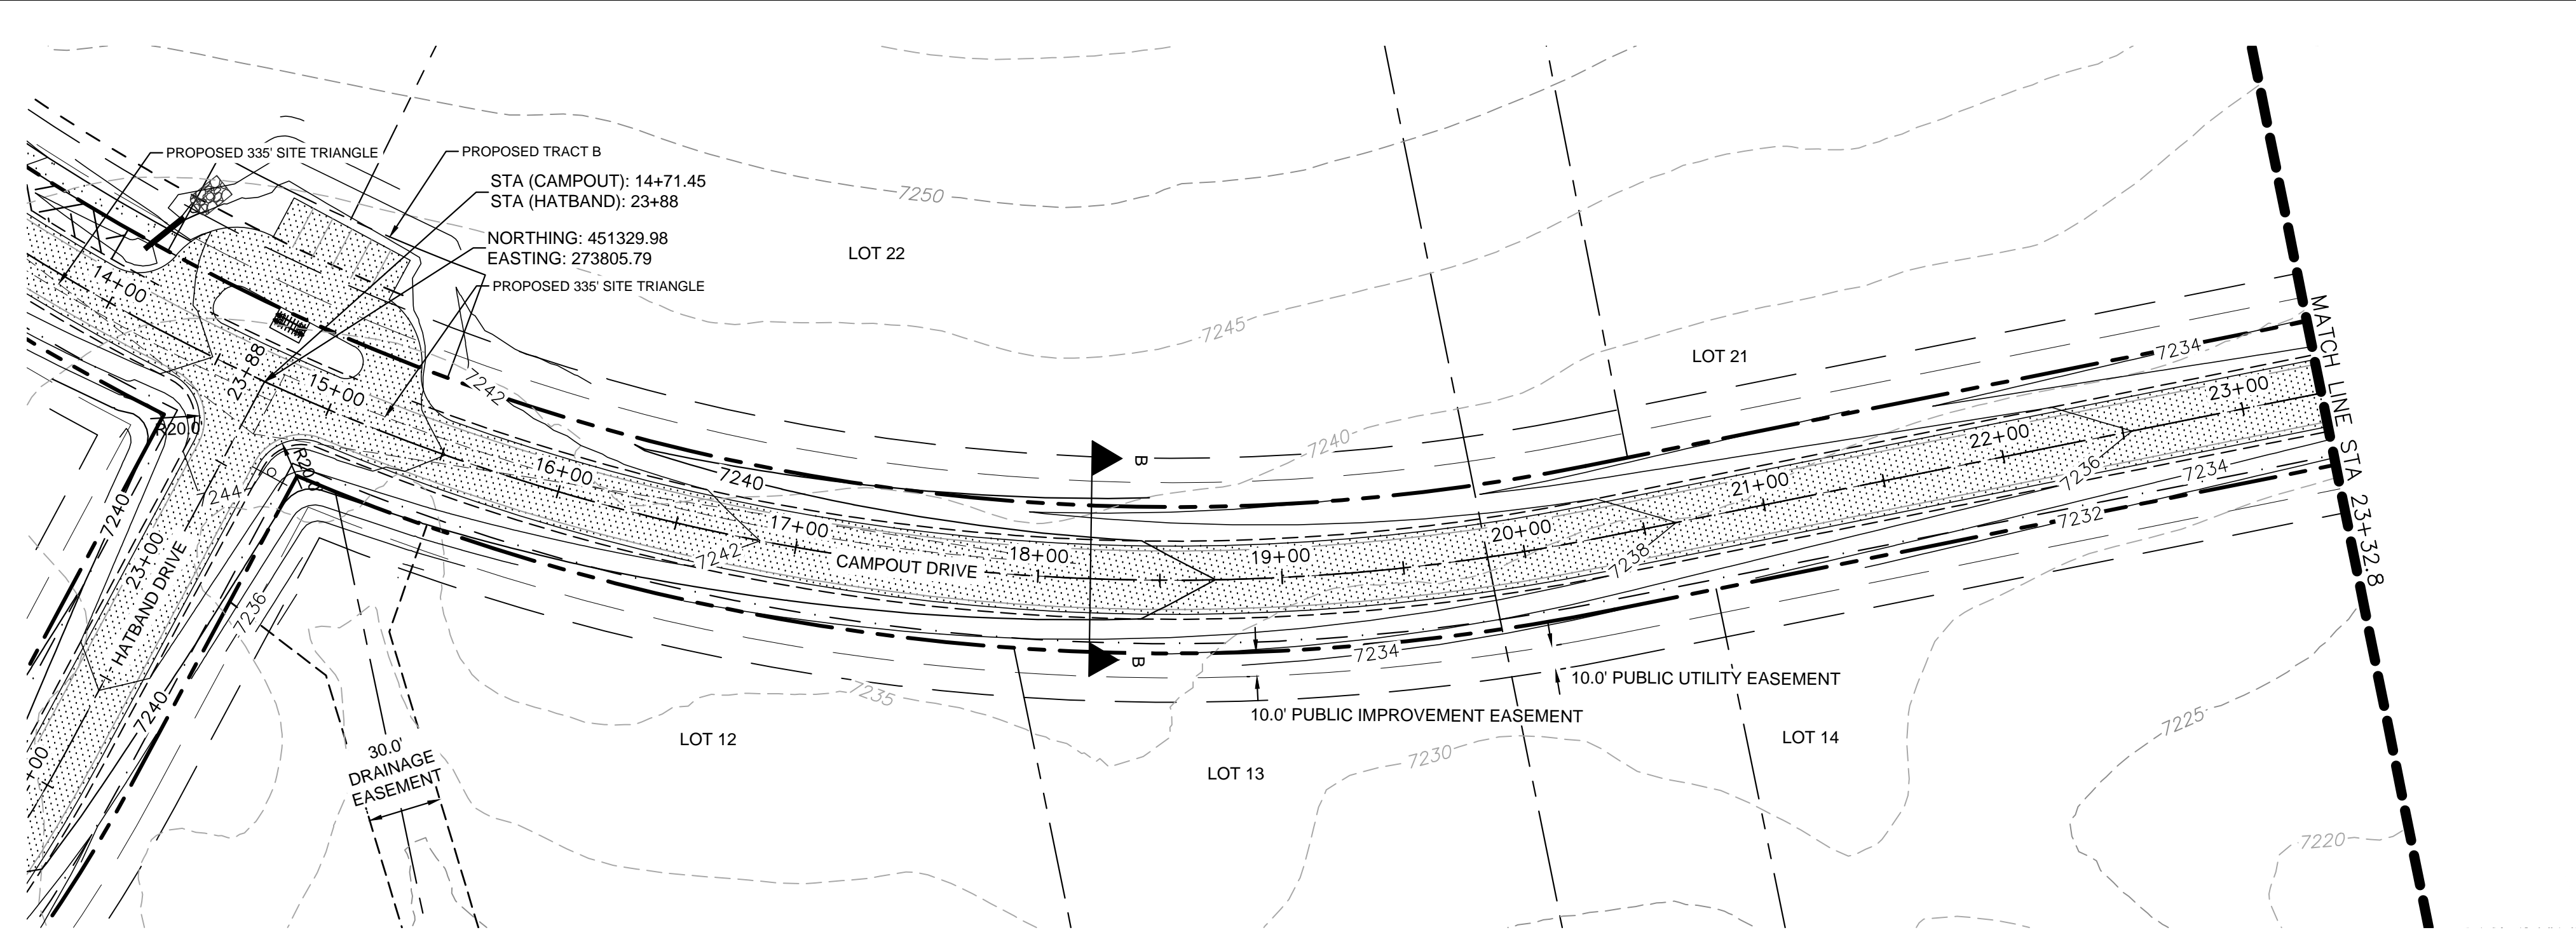 PROPOSED 335' SITE TRIANGLE
PROPOSED TRACT B
STA (CAMPOUT): 14+71.45
STA (HATBAND): 23+88
NORTHING: 451329.98
EASTING: 273805.79
PROPOSED 335' SITE TRIANGLE
7250
LOT 22
7245
14+00
23+88
15+00
7242
R20.0'
R20.0'
7244
7240
23+00
HATBAND DRIVE
7236
7240
+00
16+00
7240
17+00
7242
CAMPOUT DRIVE
18+00
B
B
19+00
7240
LOT 21
20+00
7238
21+00
22+00
7236
23+00
7234
7234
7232
MATCH LINE STA 23+32.8
7234
10.0' PUBLIC UTILITY EASEMENT
10.0' PUBLIC IMPROVEMENT EASEMENT
7235
LOT 12
30.0'
DRAINAGE
EASEMENT
LOT 13
7230
LOT 14
7225
7220